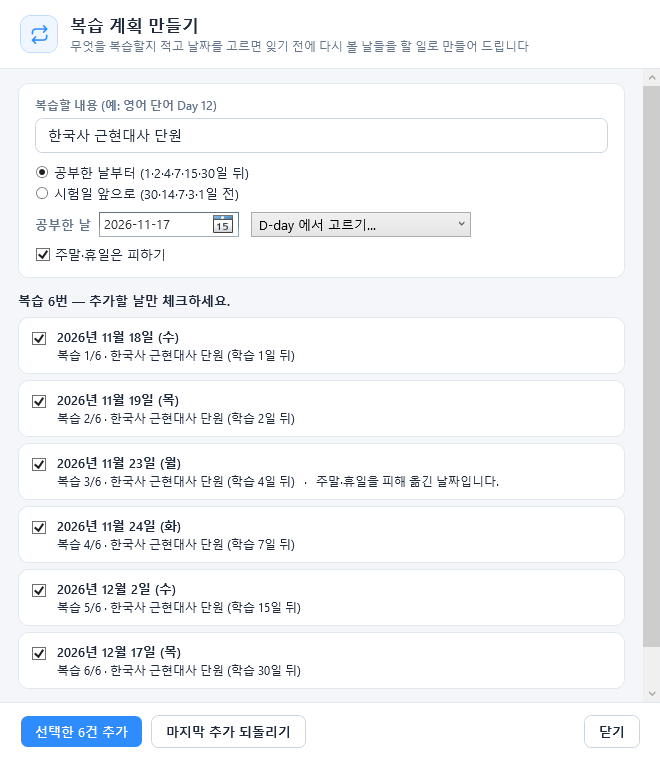 복습 계획 만들기
무엇을 복습할지 적고 날짜를 고르면 잊기 전에 다시 볼 날들을 할 일로 만들어 드립니다
복습할 내용 (예: 영어 단어 Day 12)
한국사 근현대사 단원
공부한 날부터 (1·2·4·7·15·30일 뒤)
시험일 앞으로 (30·14·7·3·1일 전)
공부한 날 2026-11-17 15 D-day 에서 고르기...
주말·휴일은 피하기
복습 6번 — 추가할 날만 체크하세요.
2026년 11월 18일 (수)
복습 1/6 · 한국사 근현대사 단원 (학습 1일 뒤)
2026년 11월 19일 (목)
복습 2/6 · 한국사 근현대사 단원 (학습 2일 뒤)
2026년 11월 23일 (월)
복습 3/6 · 한국사 근현대사 단원 (학습 4일 뒤) · 주말·휴일을 피해 옮긴 날짜입니다.
2026년 11월 24일 (화)
복습 4/6 · 한국사 근현대사 단원 (학습 7일 뒤)
2026년 12월 2일 (수)
복습 5/6 · 한국사 근현대사 단원 (학습 15일 뒤)
2026년 12월 17일 (목)
복습 6/6 · 한국사 근현대사 단원 (학습 30일 뒤)
선택한 6건 추가 마지막 추가 되돌리기 닫기